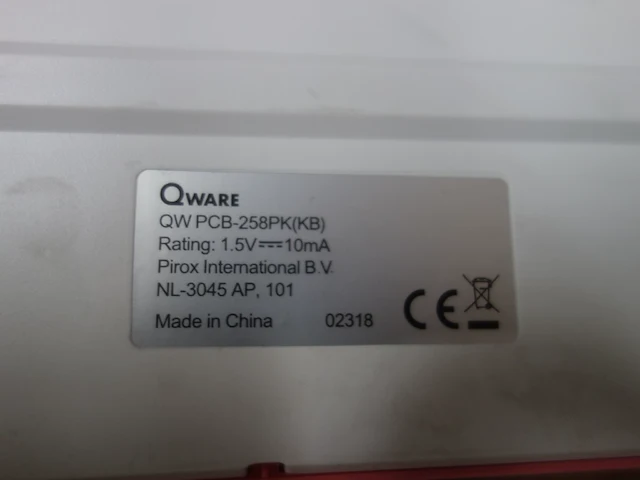 QWARE
QW PCB-258PK(KB)
Rating: 1.5V⎓10mA
Pirox International B.V.
NL-3045 AP, 101
Made in China 02318 CE